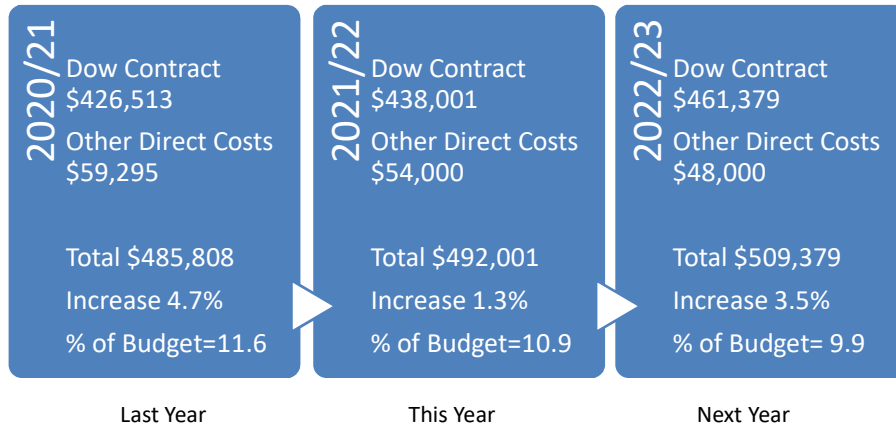 2020/21
Dow Contract
$426,513
Other Direct Costs
$59,295
Total $485,808
Increase 4.7%
% of Budget=11.6
2021/22
Dow Contract
$438,001
Other Direct Costs
$54,000
Total $492,001
Increase 1.3%
% of Budget=10.9
2022/23
Dow Contract
$461,379
Other Direct Costs
$48,000
Total $509,379
Increase 3.5%
% of Budget= 9.9
Last Year
This Year
Next Year